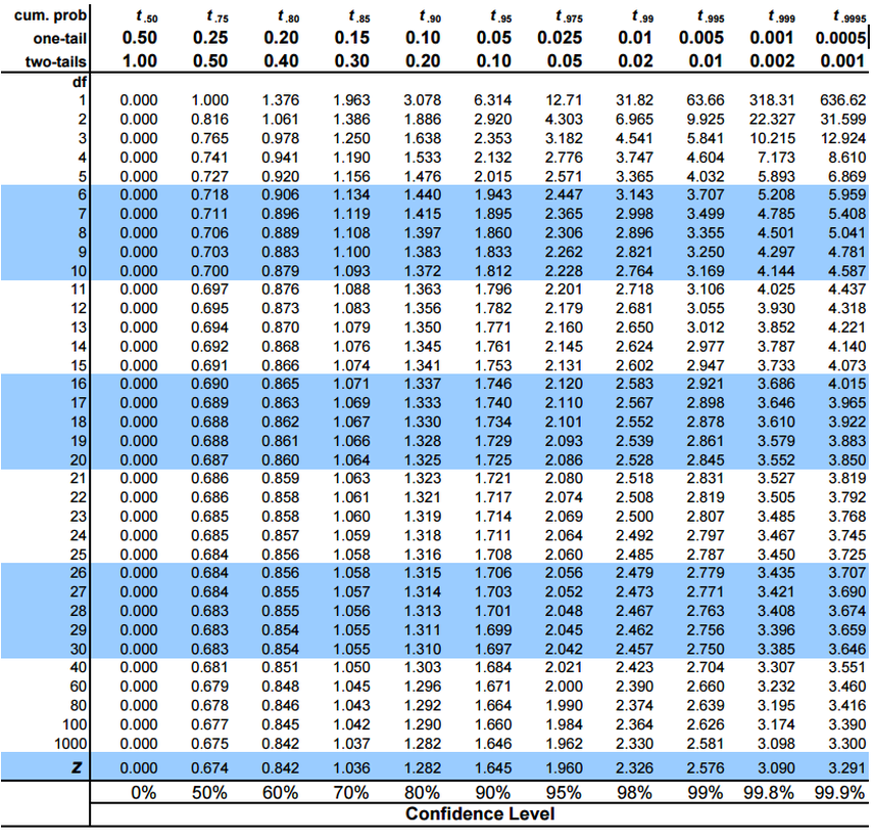 cum. prob t .50 t .75 t .80 t .85 t .90 t .95 t .975 t .99 t .995 t .999 t .9995
one-tail 0.50 0.25 0.20 0.15 0.10 0.05 0.025 0.01 0.005 0.001 0.0005
two-tails 1.00 0.50 0.40 0.30 0.20 0.10 0.05 0.02 0.01 0.002 0.001
df
1 0.000 1.000 1.376 1.963 3.078 6.314 12.71 31.82 63.66 318.31 636.62
2 0.000 0.816 1.061 1.386 1.886 2.920 4.303 6.965 9.925 22.327 31.599
3 0.000 0.765 0.978 1.250 1.638 2.353 3.182 4.541 5.841 10.215 12.924
4 0.000 0.741 0.941 1.190 1.533 2.132 2.776 3.747 4.604 7.173 8.610
5 0.000 0.727 0.920 1.156 1.476 2.015 2.571 3.365 4.032 5.893 6.869
6 0.000 0.718 0.906 1.134 1.440 1.943 2.447 3.143 3.707 5.208 5.959
7 0.000 0.711 0.896 1.119 1.415 1.895 2.365 2.998 3.499 4.785 5.408
8 0.000 0.706 0.889 1.108 1.397 1.860 2.306 2.896 3.355 4.501 5.041
9 0.000 0.703 0.883 1.100 1.383 1.833 2.262 2.821 3.250 4.297 4.781
10 0.000 0.700 0.879 1.093 1.372 1.812 2.228 2.764 3.169 4.144 4.587
11 0.000 0.697 0.876 1.088 1.363 1.796 2.201 2.718 3.106 4.025 4.437
12 0.000 0.695 0.873 1.083 1.356 1.782 2.179 2.681 3.055 3.930 4.318
13 0.000 0.694 0.870 1.079 1.350 1.771 2.160 2.650 3.012 3.852 4.221
14 0.000 0.692 0.868 1.076 1.345 1.761 2.145 2.624 2.977 3.787 4.140
15 0.000 0.691 0.866 1.074 1.341 1.753 2.131 2.602 2.947 3.733 4.073
16 0.000 0.690 0.865 1.071 1.337 1.746 2.120 2.583 2.921 3.686 4.015
17 0.000 0.689 0.863 1.069 1.333 1.740 2.110 2.567 2.898 3.646 3.965
18 0.000 0.688 0.862 1.067 1.330 1.734 2.101 2.552 2.878 3.610 3.922
19 0.000 0.688 0.861 1.066 1.328 1.729 2.093 2.539 2.861 3.579 3.883
20 0.000 0.687 0.860 1.064 1.325 1.725 2.086 2.528 2.845 3.552 3.850
21 0.000 0.686 0.859 1.063 1.323 1.721 2.080 2.518 2.831 3.527 3.819
22 0.000 0.686 0.858 1.061 1.321 1.717 2.074 2.508 2.819 3.505 3.792
23 0.000 0.685 0.858 1.060 1.319 1.714 2.069 2.500 2.807 3.485 3.768
24 0.000 0.685 0.857 1.059 1.318 1.711 2.064 2.492 2.797 3.467 3.745
25 0.000 0.684 0.856 1.058 1.316 1.708 2.060 2.485 2.787 3.450 3.725
26 0.000 0.684 0.856 1.058 1.315 1.706 2.056 2.479 2.779 3.435 3.707
27 0.000 0.684 0.855 1.057 1.314 1.703 2.052 2.473 2.771 3.421 3.690
28 0.000 0.683 0.855 1.056 1.313 1.701 2.048 2.467 2.763 3.408 3.674
29 0.000 0.683 0.854 1.055 1.311 1.699 2.045 2.462 2.756 3.396 3.659
30 0.000 0.683 0.854 1.055 1.310 1.697 2.042 2.457 2.750 3.385 3.646
40 0.000 0.681 0.851 1.050 1.303 1.684 2.021 2.423 2.704 3.307 3.551
60 0.000 0.679 0.848 1.045 1.296 1.671 2.000 2.390 2.660 3.232 3.460
80 0.000 0.678 0.846 1.043 1.292 1.664 1.990 2.374 2.639 3.195 3.416
100 0.000 0.677 0.845 1.042 1.290 1.660 1.984 2.364 2.626 3.174 3.390
1000 0.000 0.675 0.842 1.037 1.282 1.646 1.962 2.330 2.581 3.098 3.300
Z 0.000 0.674 0.842 1.036 1.282 1.645 1.960 2.326 2.576 3.090 3.291
0% 50% 60% 70% 80% 90% 95% 98% 99% 99.8% 99.9%
Confidence Level